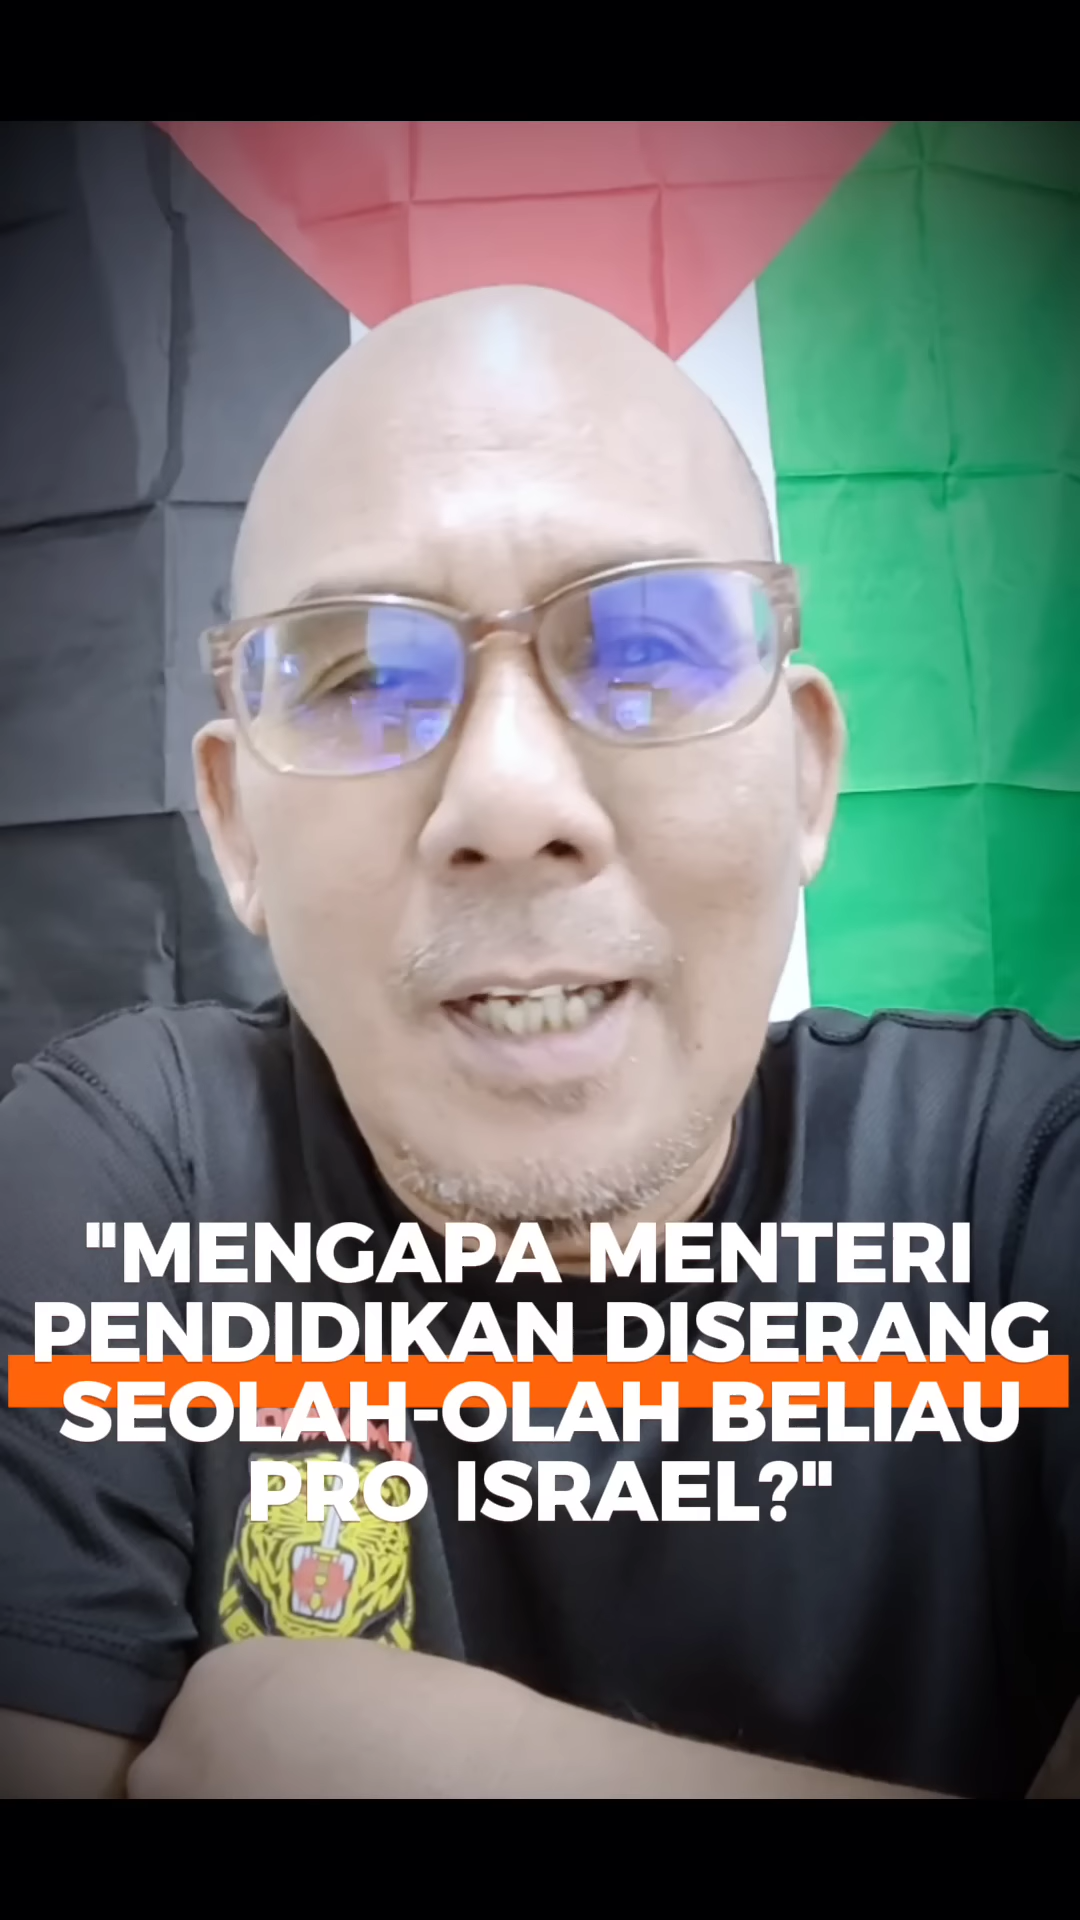 "MENGAPA MENTERI
PENDIDIKAN DISERANG
SEOLAH-OLAH BELIAU
PRO ISRAEL?"